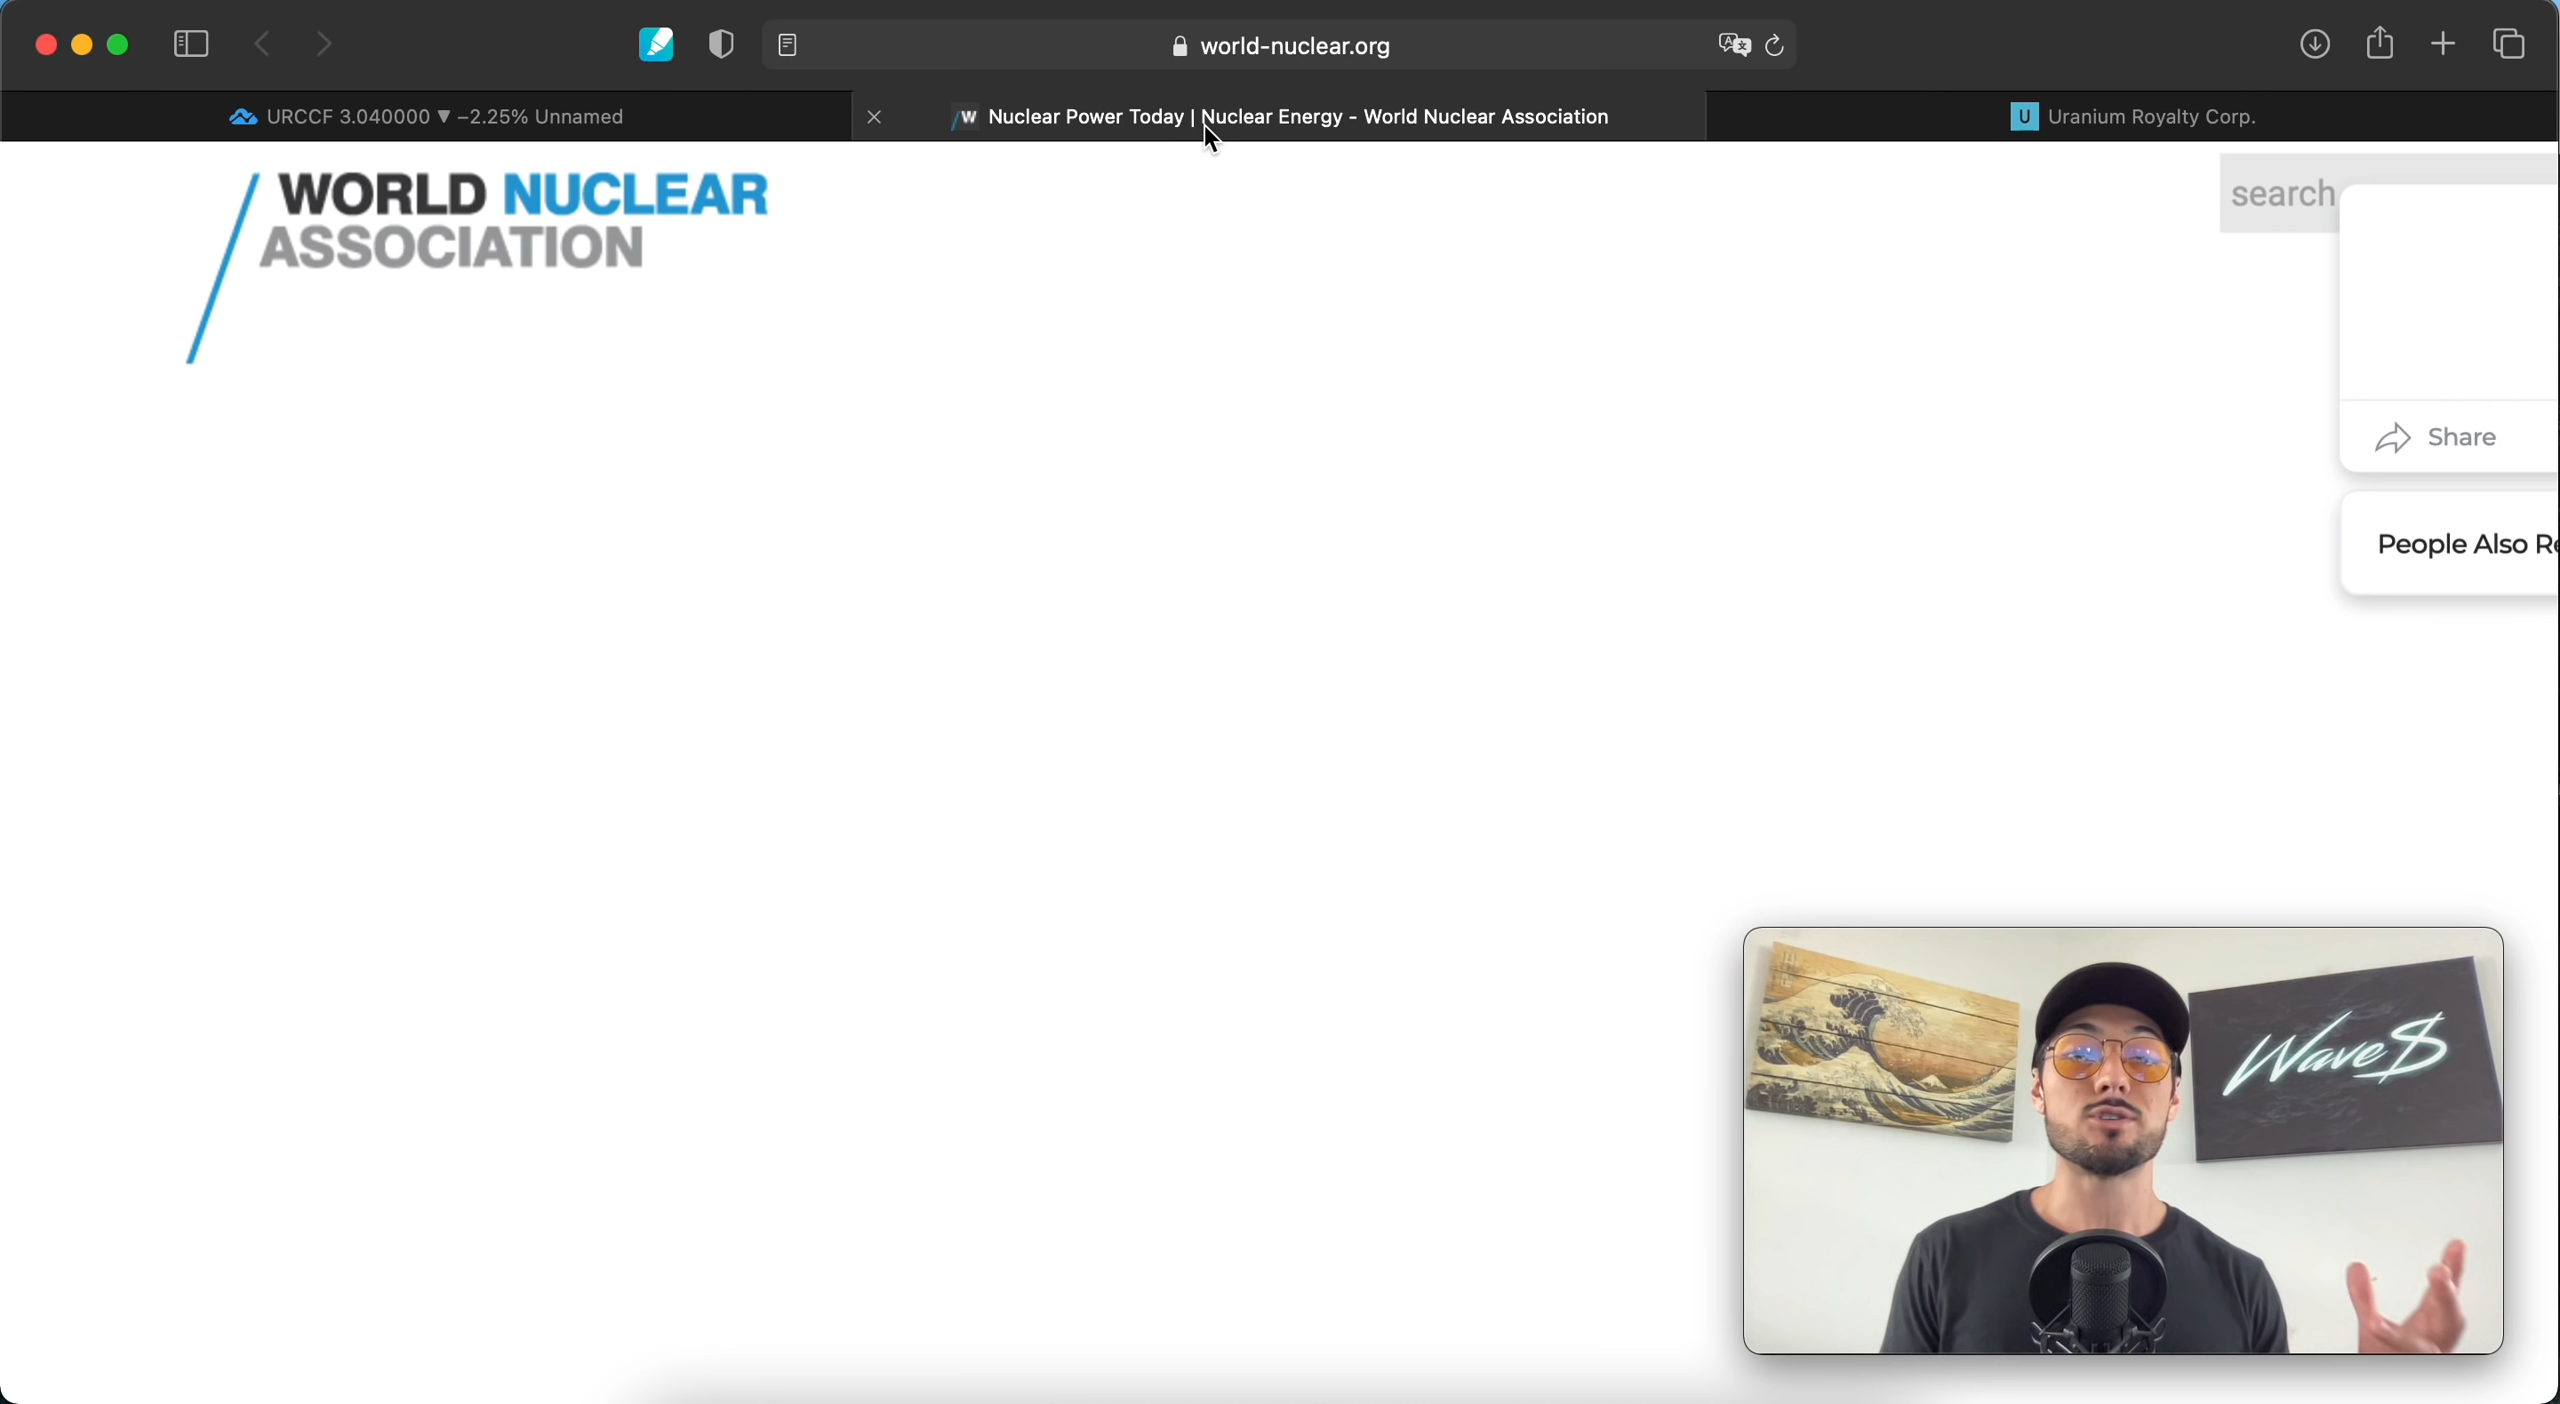 world-nuclear.org
URCCF 3.040000 ▼ −2.25% Unnamed
Nuclear Power Today | Nuclear Energy - World Nuclear Association
U Uranium Royalty Corp.
WORLD NUCLEAR
ASSOCIATION
search
Share
People Also Re
Wave$